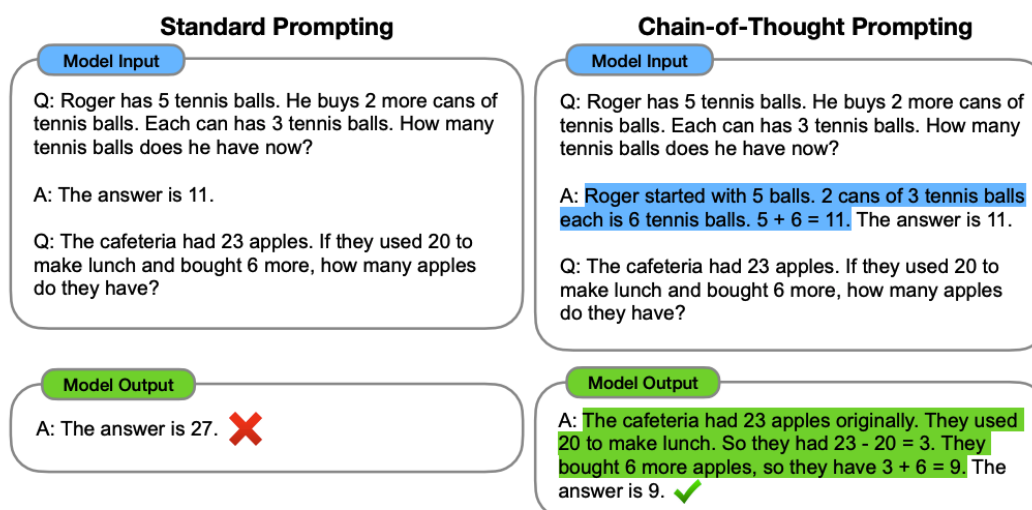 Standard Prompting
Model Input
Q: Roger has 5 tennis balls. He buys 2 more cans of
tennis balls. Each can has 3 tennis balls. How many
tennis balls does he have now?
A: The answer is 11.
Q: The cafeteria had 23 apples. If they used 20 to
make lunch and bought 6 more, how many apples
do they have?
Model Output
A: The answer is 27.
Chain-of-Thought Prompting
Model Input
Q: Roger has 5 tennis balls. He buys 2 more cans of
tennis balls. Each can has 3 tennis balls. How many
tennis balls does he have now?
A: Roger started with 5 balls. 2 cans of 3 tennis balls
each is 6 tennis balls. 5 + 6 = 11. The answer is 11.
Q: The cafeteria had 23 apples. If they used 20 to
make lunch and bought 6 more, how many apples
do they have?
Model Output
A: The cafeteria had 23 apples originally. They used
20 to make lunch. So they had 23 - 20 = 3. They
bought 6 more apples, so they have 3 + 6 = 9. The
answer is 9.